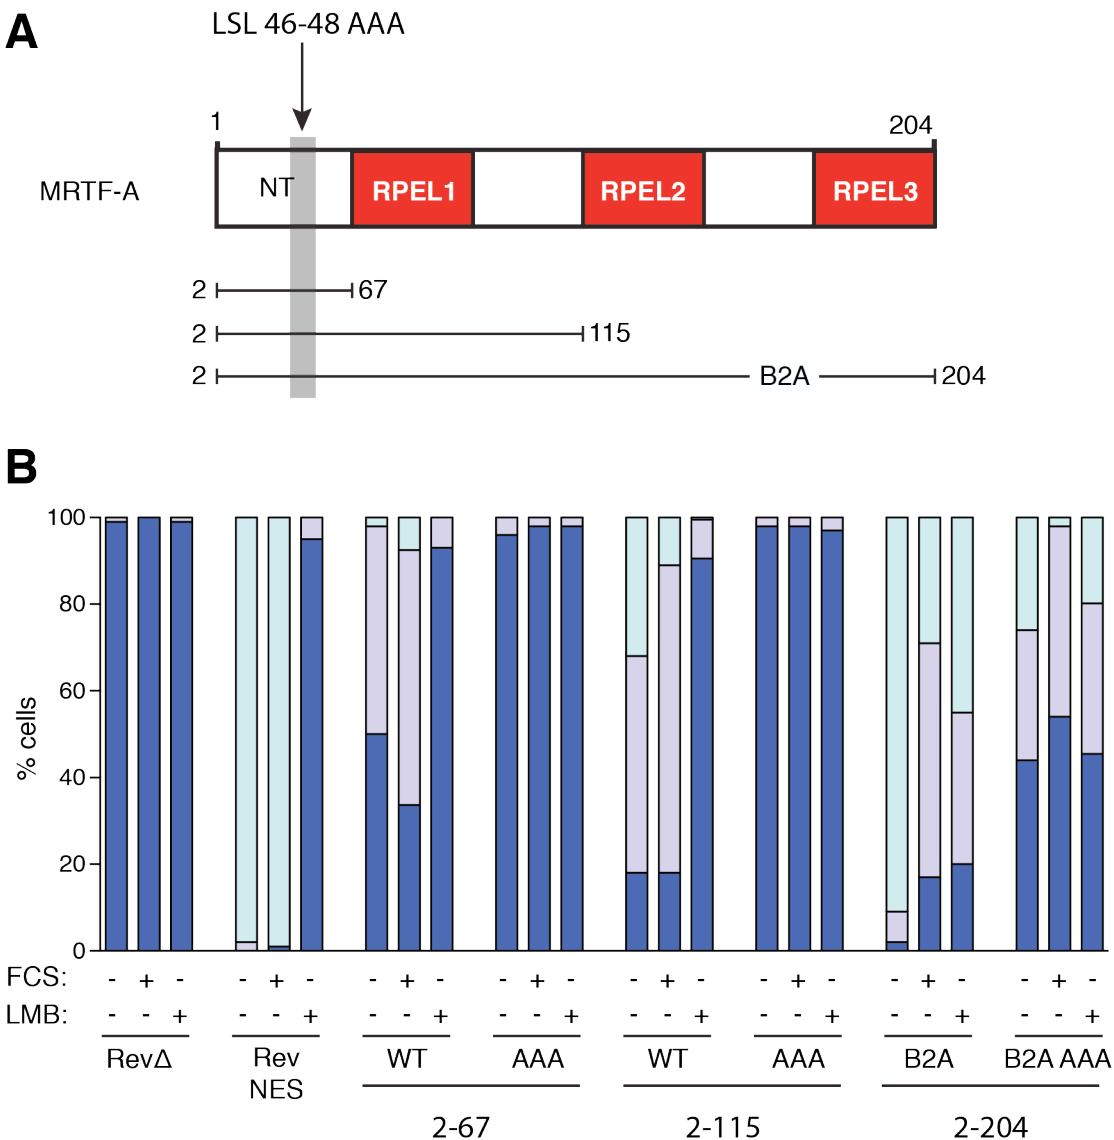 A
LSL 46-48 AAA
1
204
MRTF-A
NT
RPEL1
RPEL2
RPEL3
2
67
2
115
2
B2A
204
B
% cells
100
80
60
40
20
0
FCS: - + - - + - - + - - + - - + - - + - - + - - + -
LMB: - - + - - + - - + - - + - - + - - + - - + - - +
RevΔ
Rev
NES
WT
AAA
WT
AAA
B2A
B2A AAA
2-67
2-115
2-204